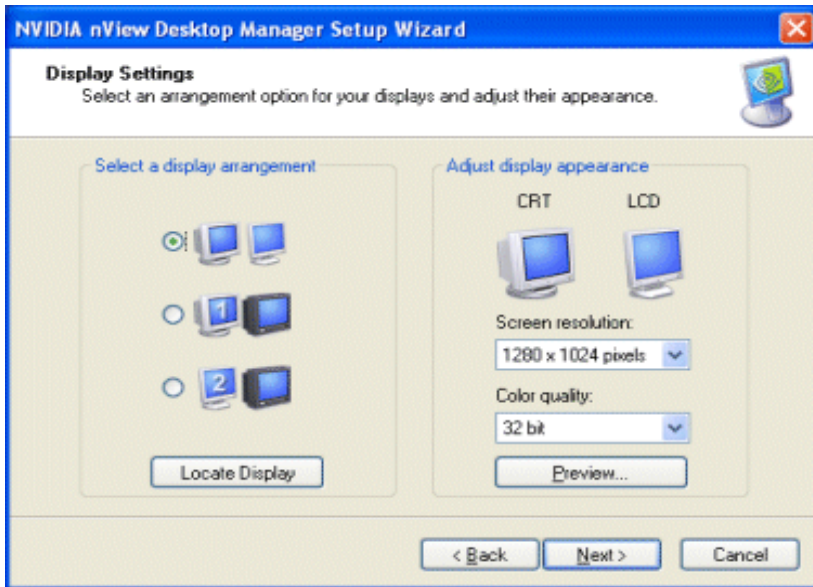 NVIDIA nView Desktop Manager Setup Wizard
Display Settings
Select an arrangement option for your displays and adjust their appearance.
Select a display arrangement
1
2
Locate Display
Adjust display appearance
CRT LCD
Screen resolution:
1280 x 1024 pixels
Color quality:
32 bit
Preview...
< Back Next > Cancel